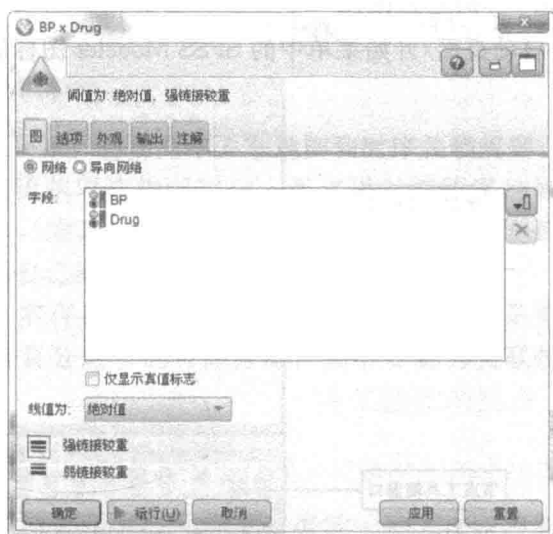 BP x Drug
阈值为: 绝对值, 强链接较重
图 选项 外观 输出 注解
网络 导向网络
字段: BP
Drug
仅显示真值标志
线值为: 绝对值
强链接较重
弱链接较重
确定 运行(U) 取消 应用 重置